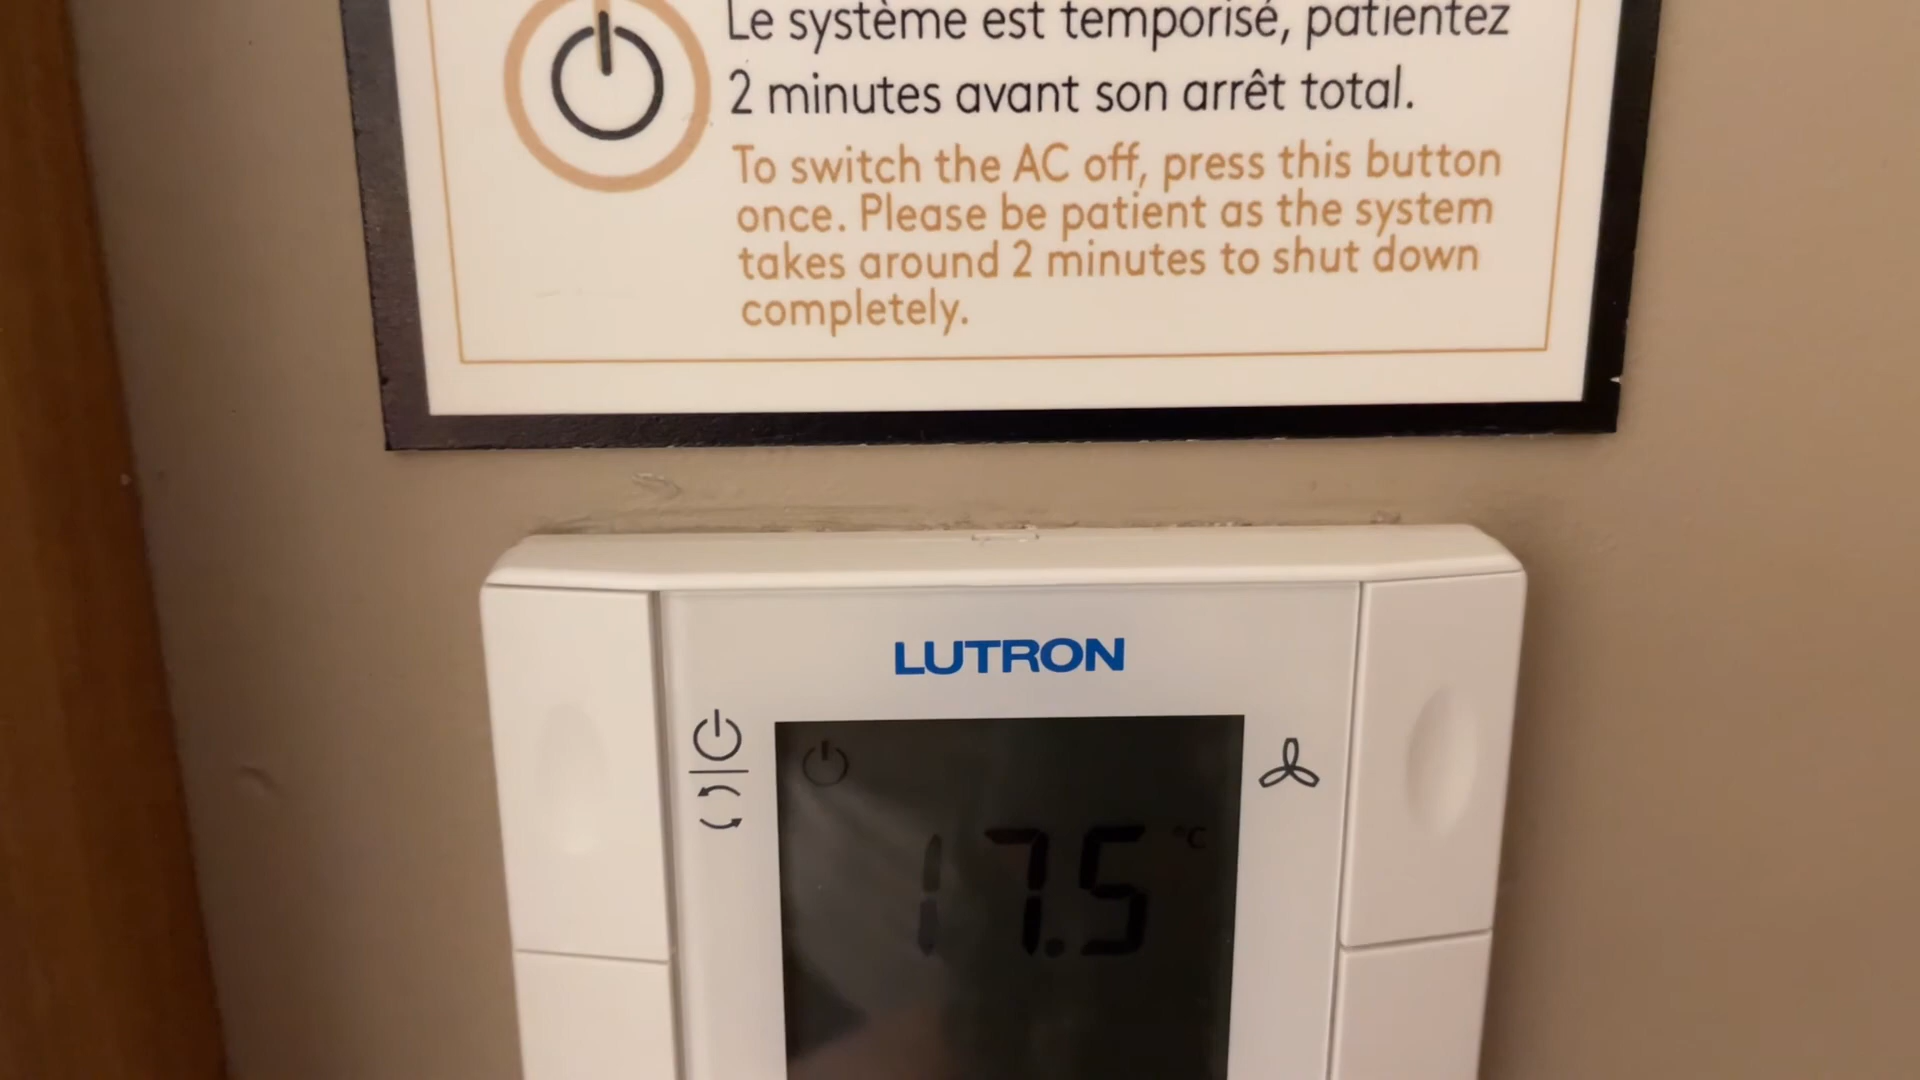 Le système est temporisé, patientez
2 minutes avant son arrêt total.
To switch the AC off, press this button
once. Please be patient as the system
takes around 2 minutes to shut down
completely.
LUTRON
17.5 °C